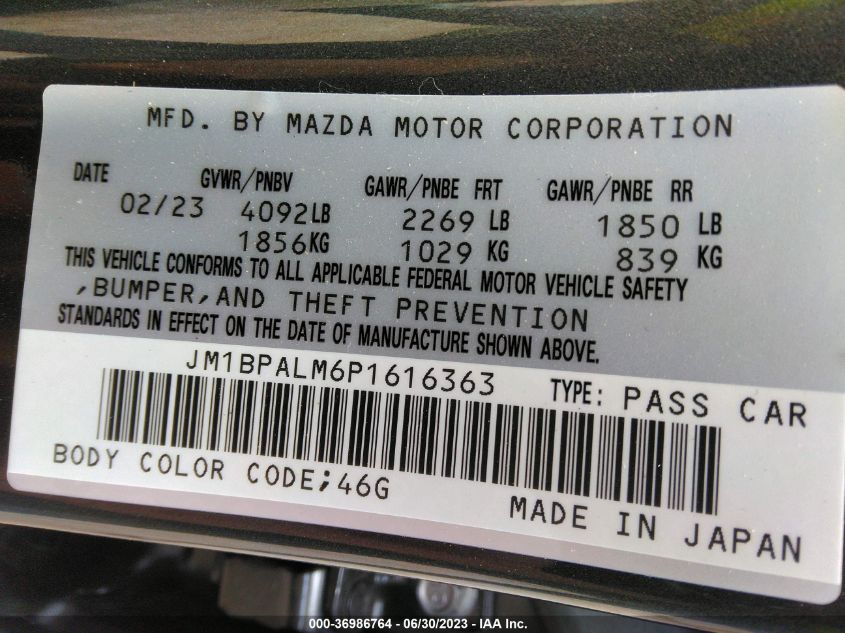 MFD. BY MAZDA MOTOR CORPORATION
DATE GVWR/PNBV GAWR/PNBE FRT GAWR/PNBE RR
02/23 4092LB 2269 LB 1850 LB
1856KG 1029 KG 839 KG
THIS VEHICLE CONFORMS TO ALL APPLICABLE FEDERAL MOTOR VEHICLE SAFETY
,BUMPER,AND THEFT PREVENTION
STANDARDS IN EFFECT ON THE DATE OF MANUFACTURE SHOWN ABOVE.
JM1BPALM6P1616363 TYPE: PASS CAR
BODY COLOR CODE;46G
MADE IN JAPAN
000-36986764 - 06/30/2023 - IAA Inc.